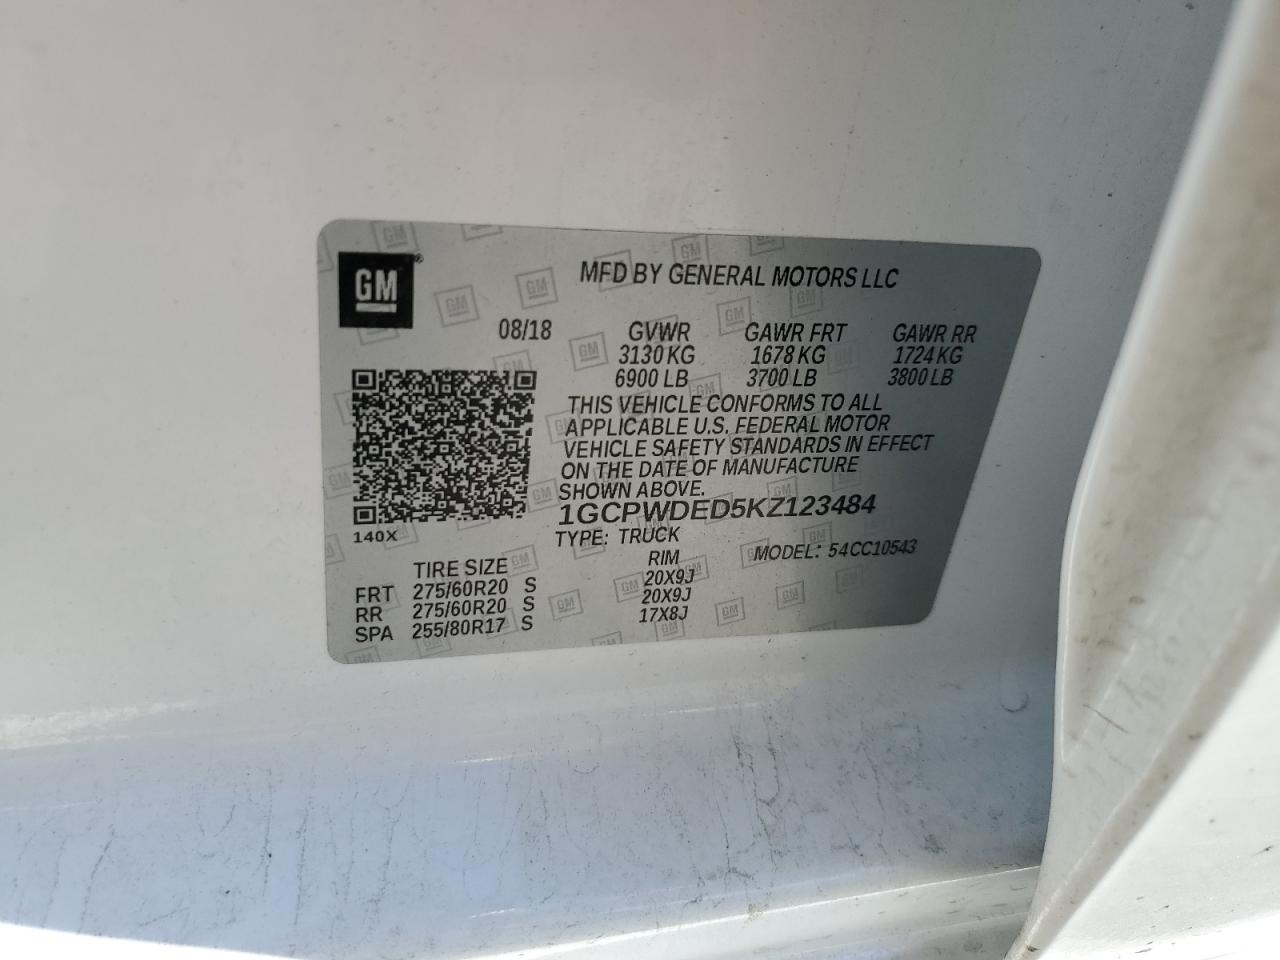 GM®
MFD BY GENERAL MOTORS LLC
08/18 GVWR GAWR FRT GAWR RR
3130 KG 1678 KG 1724 KG
6900 LB 3700 LB 3800 LB
THIS VEHICLE CONFORMS TO ALL
APPLICABLE U.S. FEDERAL MOTOR
VEHICLE SAFETY STANDARDS IN EFFECT
ON THE DATE OF MANUFACTURE
SHOWN ABOVE.
1GCPWDED5KZ123484
140X
TYPE: TRUCK
MODEL: 54CC10543
TIRE SIZE RIM
FRT 275/60R20 S 20X9J
RR 275/60R20 S 20X9J
SPA 255/80R17 S 17X8J